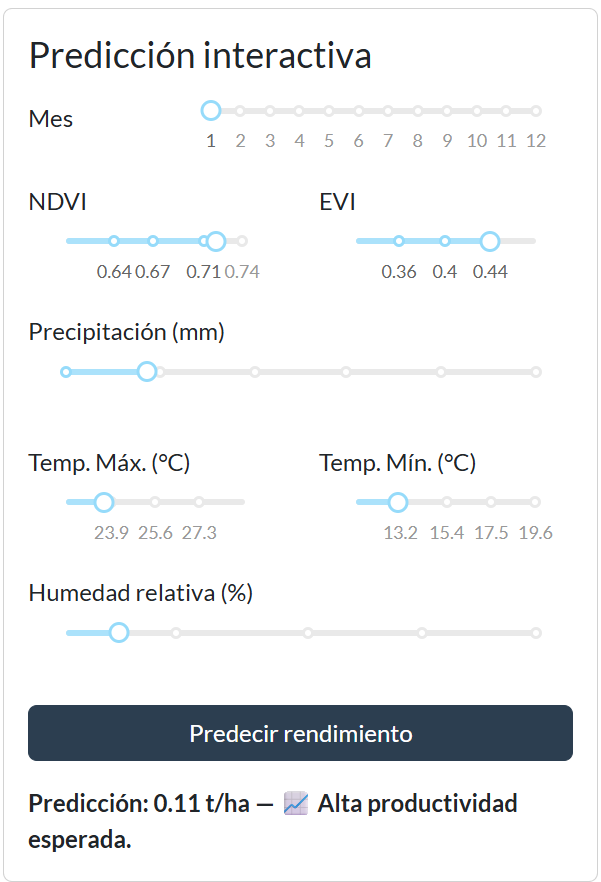 Predicción interactiva
Mes
1 2 3 4 5 6 7 8 9 10 11 12
NDVI EVI
0.64 0.67 0.71 0.74 0.36 0.4 0.44
Precipitación (mm)
Temp. Máx. (°C) Temp. Mín. (°C)
23.9 25.6 27.3 13.2 15.4 17.5 19.6
Humedad relativa (%)
Predecir rendimiento
Predicción: 0.11 t/ha — 📈 Alta productividad
esperada.